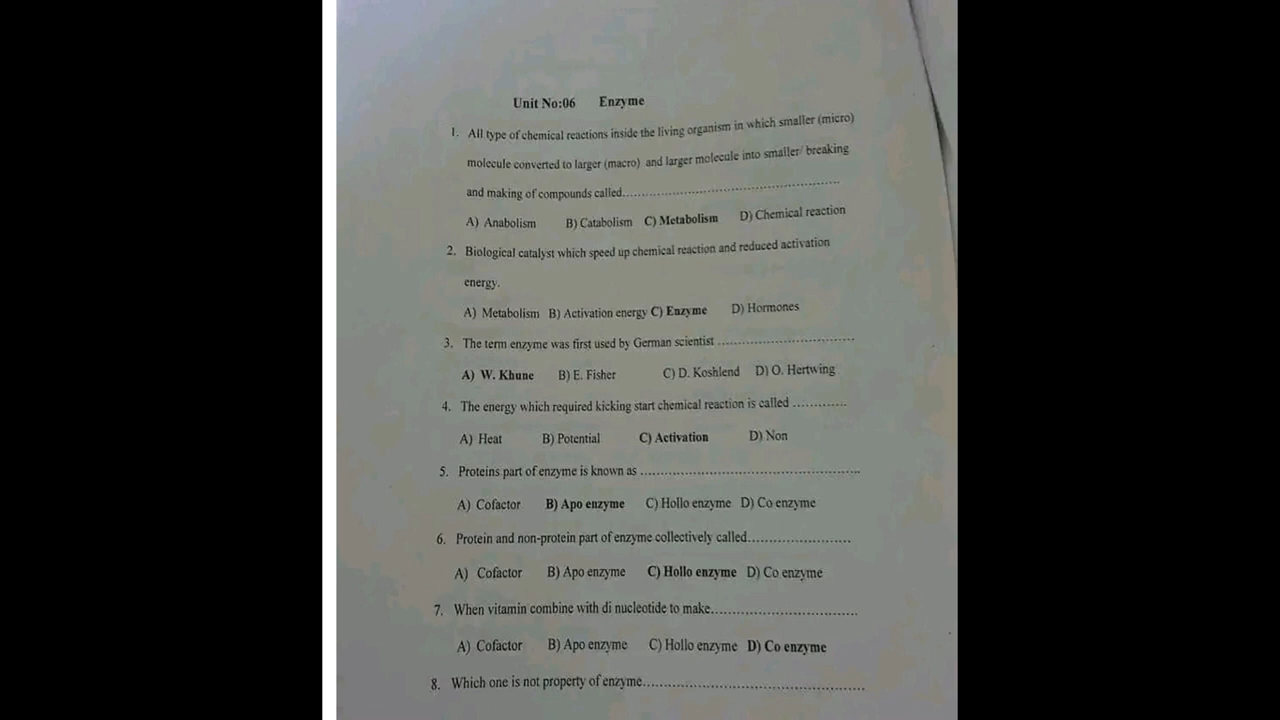 Unit No:06 Enzyme
1. All type of chemical reactions inside the living organism in which smaller (micro)
molecule converted to larger (macro) and larger molecule into smaller/ breaking
and making of compounds called..........................................................
A) Anabolism B) Catabolism C) Metabolism D) Chemical reaction
2. Biological catalyst which speed up chemical reaction and reduced activation
energy.
A) Metabolism B) Activation energy C) Enzyme D) Hormones
3. The term enzyme was first used by German scientist ....................................
A) W. Khune B) E. Fisher C) D. Koshlend D) O. Hertwing
4. The energy which required kicking start chemical reaction is called .............
A) Heat B) Potential C) Activation D) Non
5. Proteins part of enzyme is known as ..........................................................
A) Cofactor B) Apo enzyme C) Hollo enzyme D) Co enzyme
6. Protein and non-protein part of enzyme collectively called.........................
A) Cofactor B) Apo enzyme C) Hollo enzyme D) Co enzyme
7. When vitamin combine with di nucleotide to make....................................
A) Cofactor B) Apo enzyme C) Hollo enzyme D) Co enzyme
8. Which one is not property of enzyme.......................................................